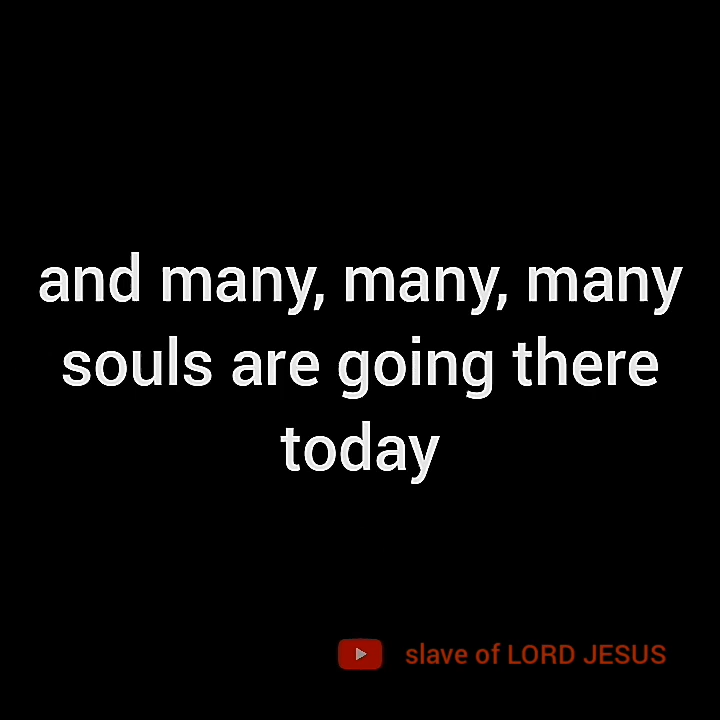 and many, many, many
souls are going there
today
slave of LORD JESUS